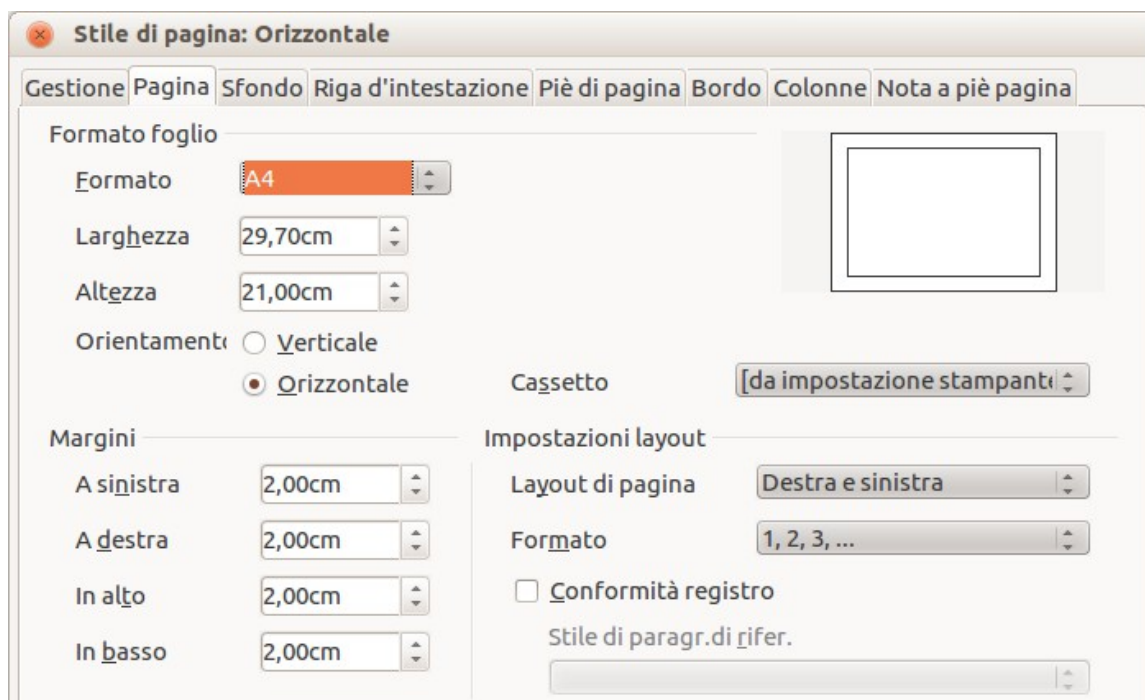 Stile di pagina: Orizzontale
Gestione Pagina Sfondo Riga d'intestazione Piè di pagina Bordo Colonne Nota a piè pagina
Formato foglio
Formato A4
Larghezza 29,70cm
Altezza 21,00cm
Orientament Verticale
Orizzontale
Cassetto [da impostazione stampante
Margini
A sinistra 2,00cm
A destra 2,00cm
In alto 2,00cm
In basso 2,00cm
Impostazioni layout
Layout di pagina Destra e sinistra
Formato 1, 2, 3, ...
Conformità registro
Stile di paragr.di rifer.